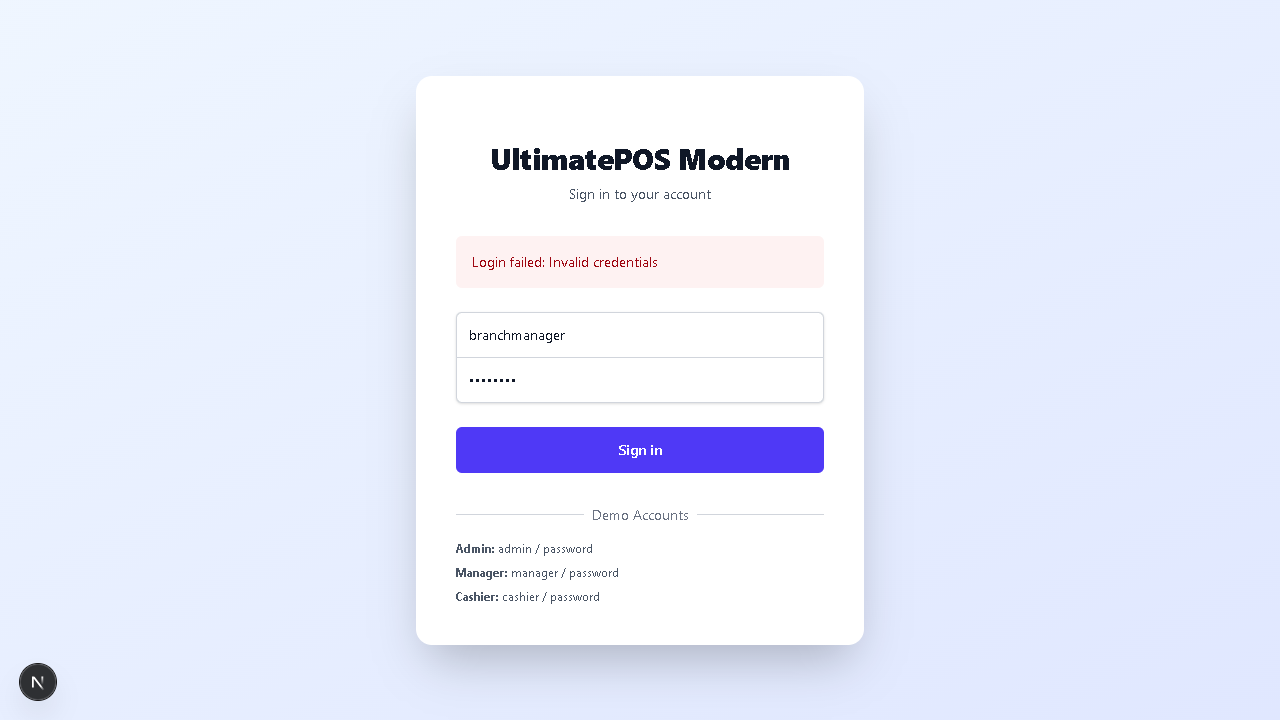 UltimatePOS Modern
Sign in to your account
Login failed: Invalid credentials
branchmanager
••••••••
Sign in
Demo Accounts
Admin: admin / password
Manager: manager / password
Cashier: cashier / password
N